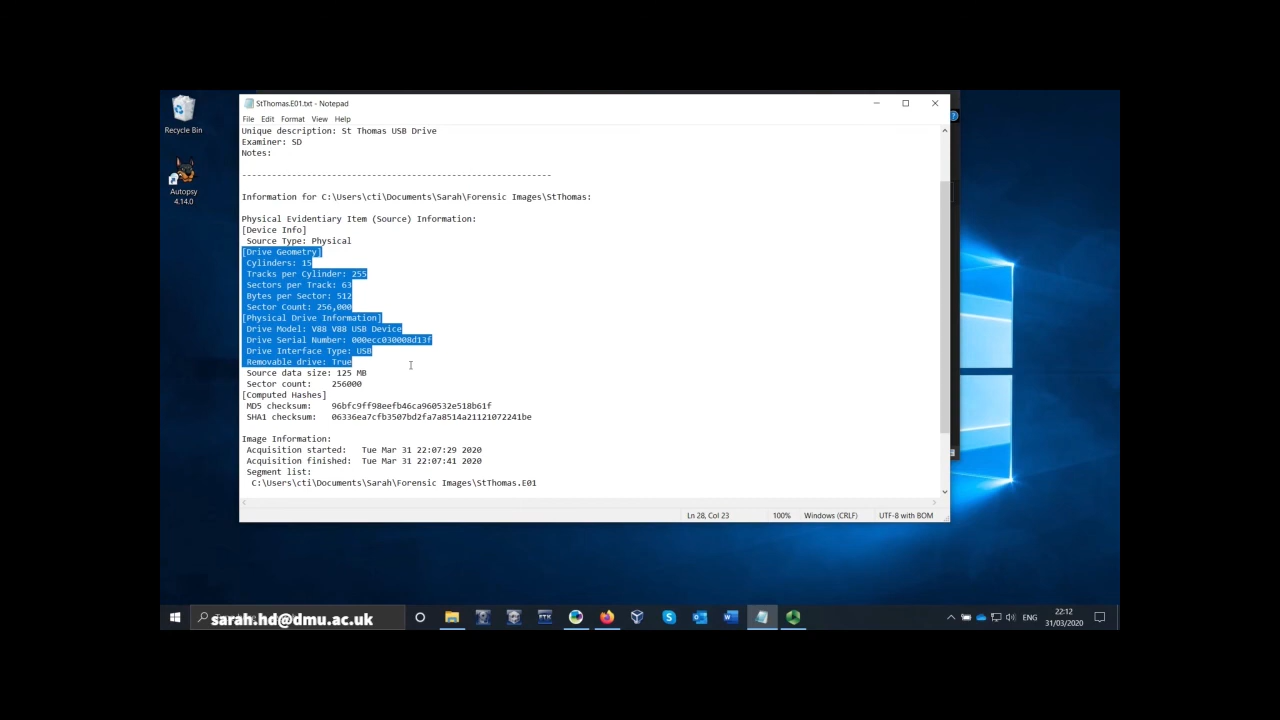 StThomas.E01.txt - Notepad
File Edit Format View Help
Unique description: St Thomas USB Drive
Examiner: SD
Notes:
--------------------------------------------------------------
Information for C:\Users\cti\Documents\Sarah\Forensic Images\StThomas:
Physical Evidentiary Item (Source) Information:
[Device Info]
Source Type: Physical
[Drive Geometry]
Cylinders: 15
Tracks per Cylinder: 255
Sectors per Track: 63
Bytes per Sector: 512
Sector Count: 256,000
[Physical Drive Information]
Drive Model: V88 V88 USB Device
Drive Serial Number: 000ecc030008d13f
Drive Interface Type: USB
Removable drive: True
Source data size: 125 MB
Sector count: 256000
[Computed Hashes]
MD5 checksum: 96bfc9ff98eefb46ca960532e518b61f
SHA1 checksum: 06336ea7cfb3507bd2fa7a8514a21121072241be
Image Information:
Acquisition started: Tue Mar 31 22:07:29 2020
Acquisition finished: Tue Mar 31 22:07:41 2020
Segment list:
C:\Users\cti\Documents\Sarah\Forensic Images\StThomas.E01
Ln 28, Col 23 100% Windows (CRLF) UTF-8 with BOM
Recycle Bin
Autopsy
4.14.0
sarah.hd@dmu.ac.uk
FTK
ENG
22:12
31/03/2020